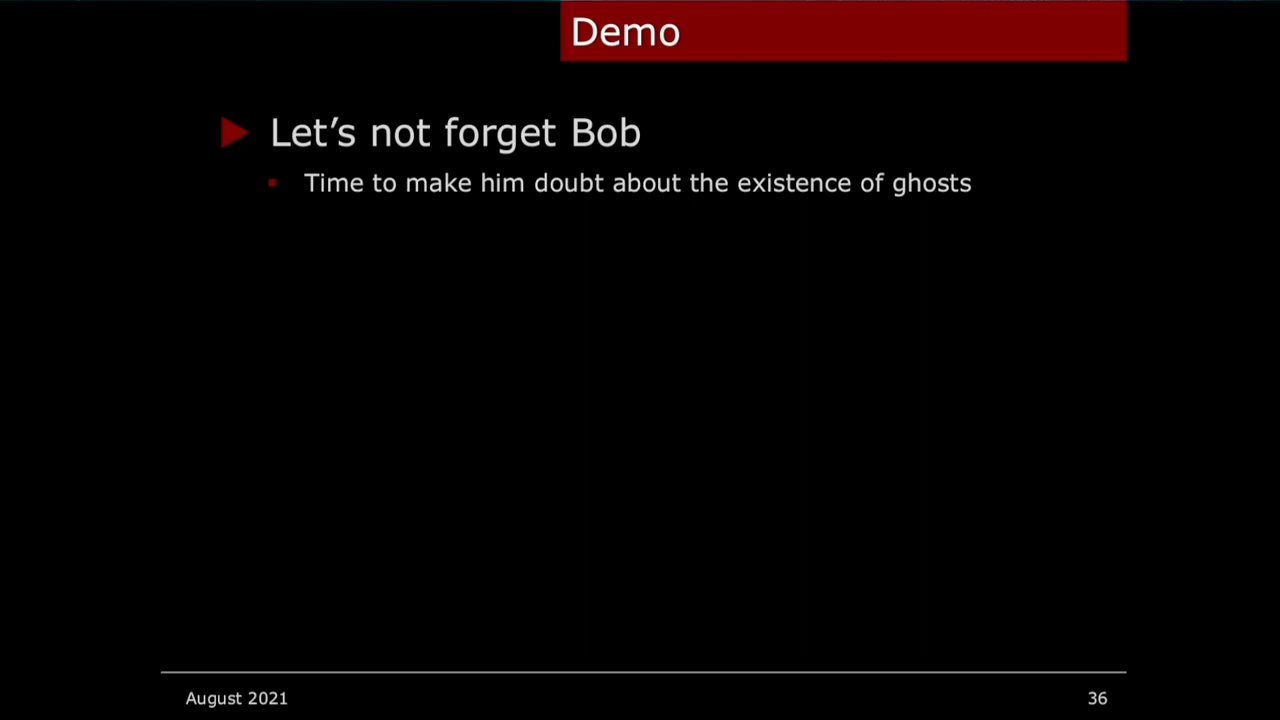 Demo
Let’s not forget Bob
Time to make him doubt about the existence of ghosts
August 2021
36